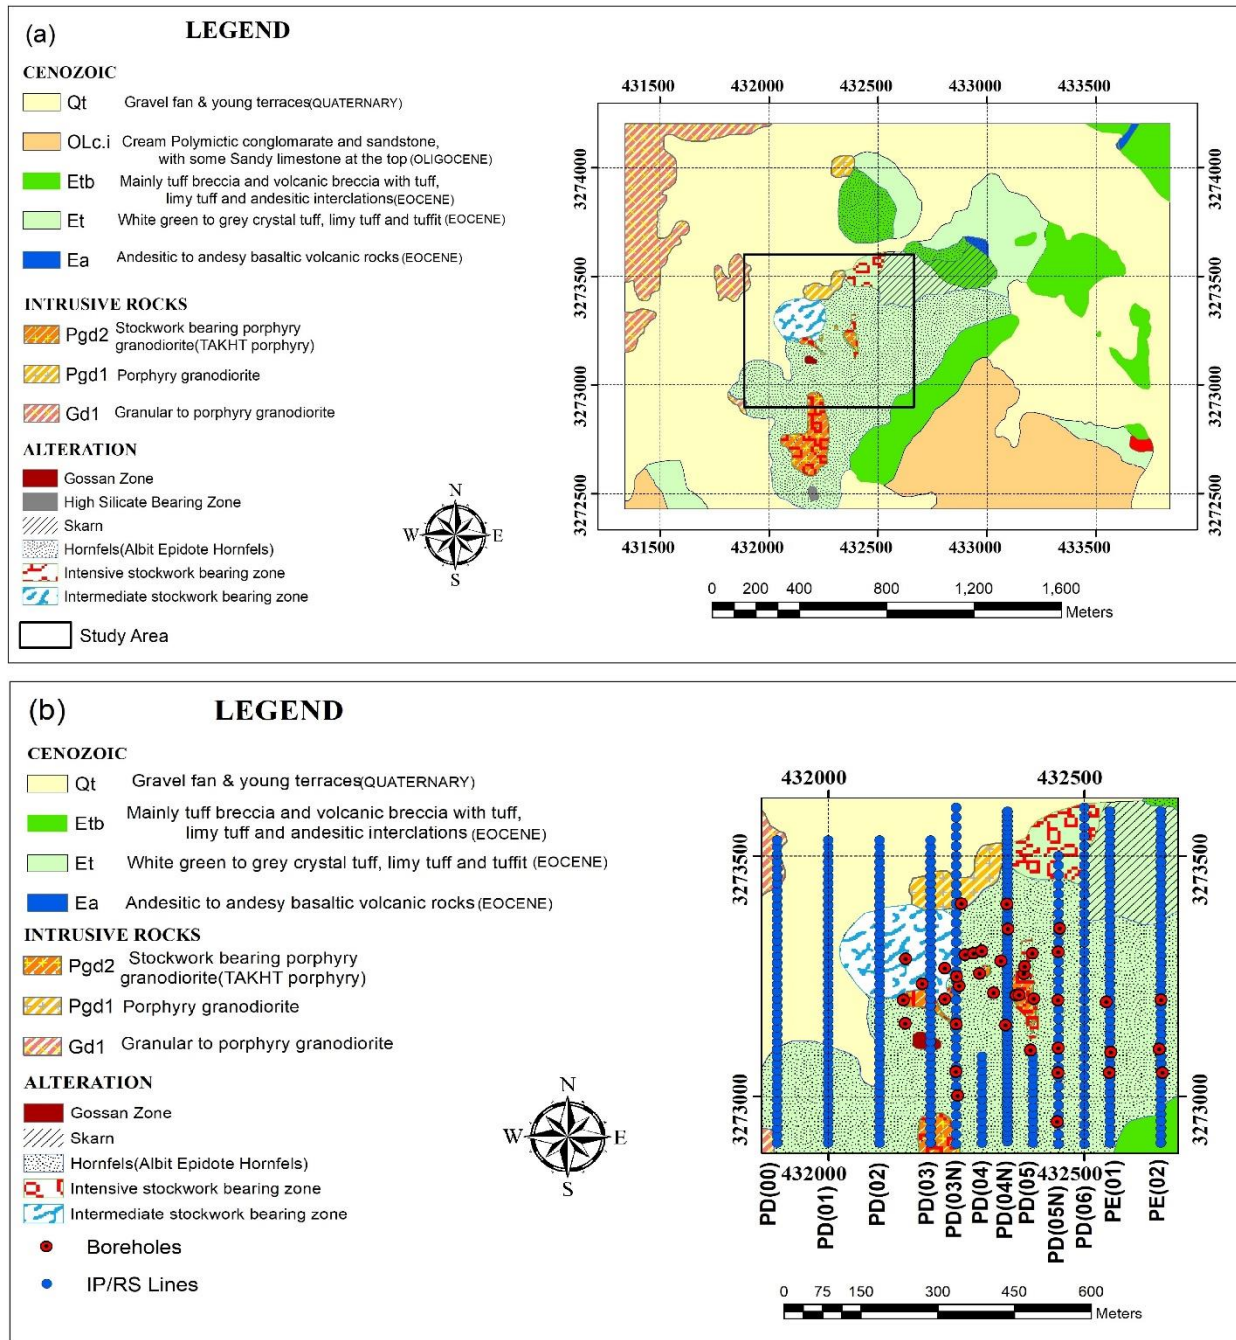 (a)
LEGEND
CENOZOIC
Qt Gravel fan & young terraces(QUATERNARY)
OLc.i Cream Polymictic conglomarate and sandstone,
with some Sandy limestone at the top (OLIGOCENE)
Etb Mainly tuff breccia and volcanic breccia with tuff,
limy tuff and andesitic interclations(EOCENE)
Et White green to grey crystal tuff, limy tuff and tuffit (EOCENE)
Ea Andesitic to andesy basaltic volcanic rocks (EOCENE)
INTRUSIVE ROCKS
Pgd2 Stockwork bearing porphyry
granodiorite(TAKHT porphyry)
Pgd1 Porphyry granodiorite
Gd1 Granular to porphyry granodiorite
ALTERATION
Gossan Zone
High Silicate Bearing Zone
Skarn
Hornfels(Albit Epidote Hornfels)
Intensive stockwork bearing zone
Intermediate stockwork bearing zone
Study Area
N
W E
S
431500 432000 432500 433000 433500
3274000 3274000
3273500 3273500
3273000 3273000
3272500 3272500
431500 432000 432500 433000 433500
0 200 400 800 1,200 1,600
Meters
(b)
LEGEND
CENOZOIC
Qt Gravel fan & young terraces(QUATERNARY)
Etb Mainly tuff breccia and volcanic breccia with tuff,
limy tuff and andesitic interclations (EOCENE)
Et White green to grey crystal tuff, limy tuff and tuffit (EOCENE)
Ea Andesitic to andesy basaltic volcanic rocks (EOCENE)
INTRUSIVE ROCKS
Pgd2 Stockwork bearing porphyry
granodiorite(TAKHT porphyry)
Pgd1 Porphyry granodiorite
Gd1 Granular to porphyry granodiorite
ALTERATION
Gossan Zone
Skarn
Hornfels(Albit Epidote Hornfels)
Intensive stockwork bearing zone
Intermediate stockwork bearing zone
Boreholes
IP/RS Lines
N
W E
S
432000 432500
3273500 3273500
3273000 3273000
432000 432500
PD(00) PD(01) PD(02) PD(03) PD(03N) PD(04) PD(04N) PD(05) PD(05N) PD(06) PE(01) PE(02)
0 75 150 300 450 600
Meters